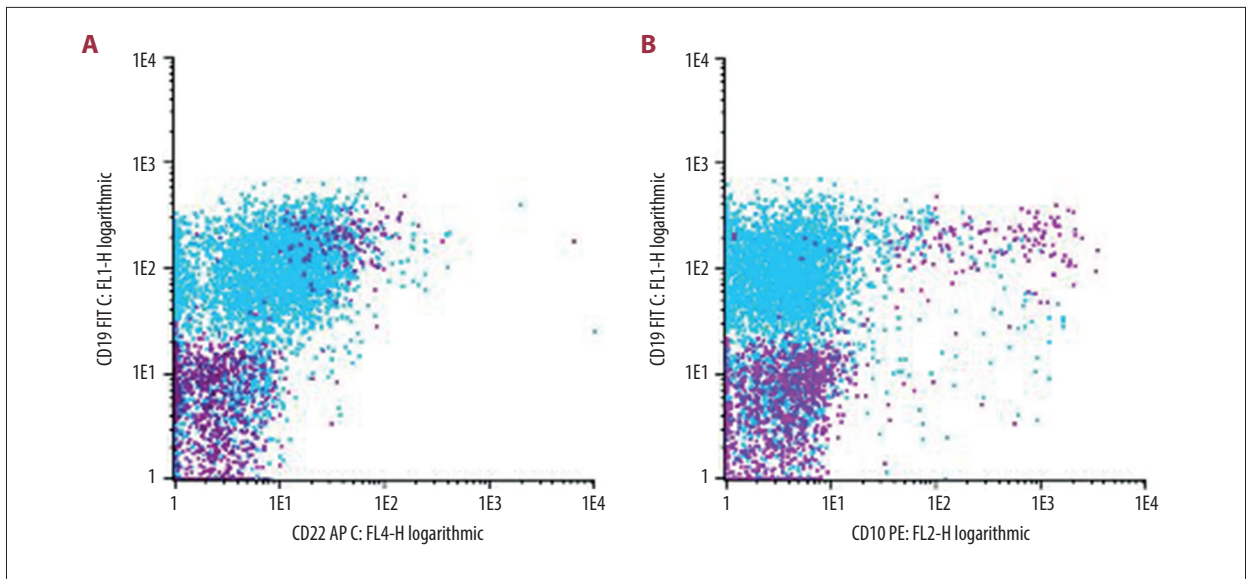 A
1E4
1E3
1E2
1E1
1
CD19 FIT C: FL1-H logarithmic
1 1E1 1E2 1E3 1E4
CD22 AP C: FL4-H logarithmic
B
1E4
1E3
1E2
1E1
1
CD19 FIT C: FL1-H logarithmic
1 1E1 1E2 1E3 1E4
CD10 PE: FL2-H logarithmic